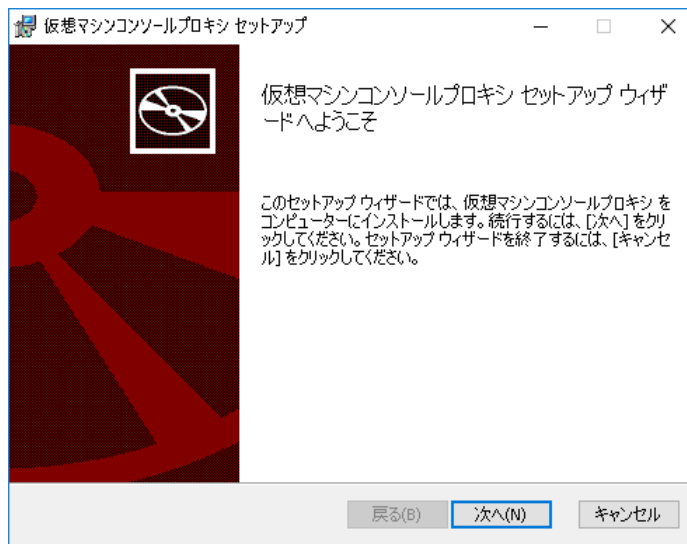 仮想マシンコンソールプロキシ セットアップ
仮想マシンコンソールプロキシ セットアップ ウィザ
ードへようこそ
このセットアップ ウィザードでは、仮想マシンコンソールプロキシ を
コンピューターにインストールします。続行するには、[次へ] をクリ
ックしてください。セットアップ ウィザードを終了するには、[キャンセ
ル] をクリックしてください。
戻る(B)
次へ(N)
キャンセル